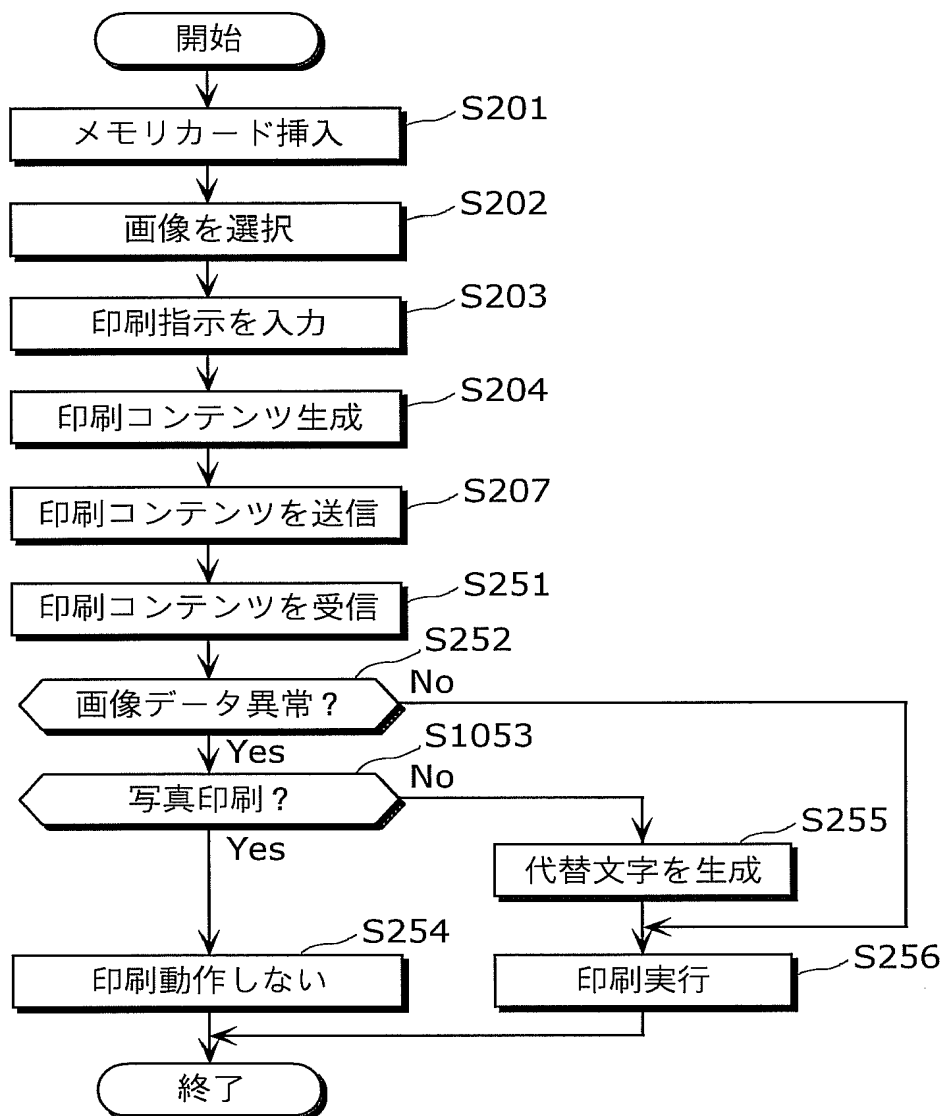 開始
メモリカード挿入
S201
画像を選択
S202
印刷指示を入力
S203
印刷コンテンツ生成
S204
印刷コンテンツを送信
S207
印刷コンテンツを受信
S251
画像データ異常？
S252
No
Yes
写真印刷？
S1053
No
Yes
代替文字を生成
S255
印刷動作しない
S254
印刷実行
S256
終了